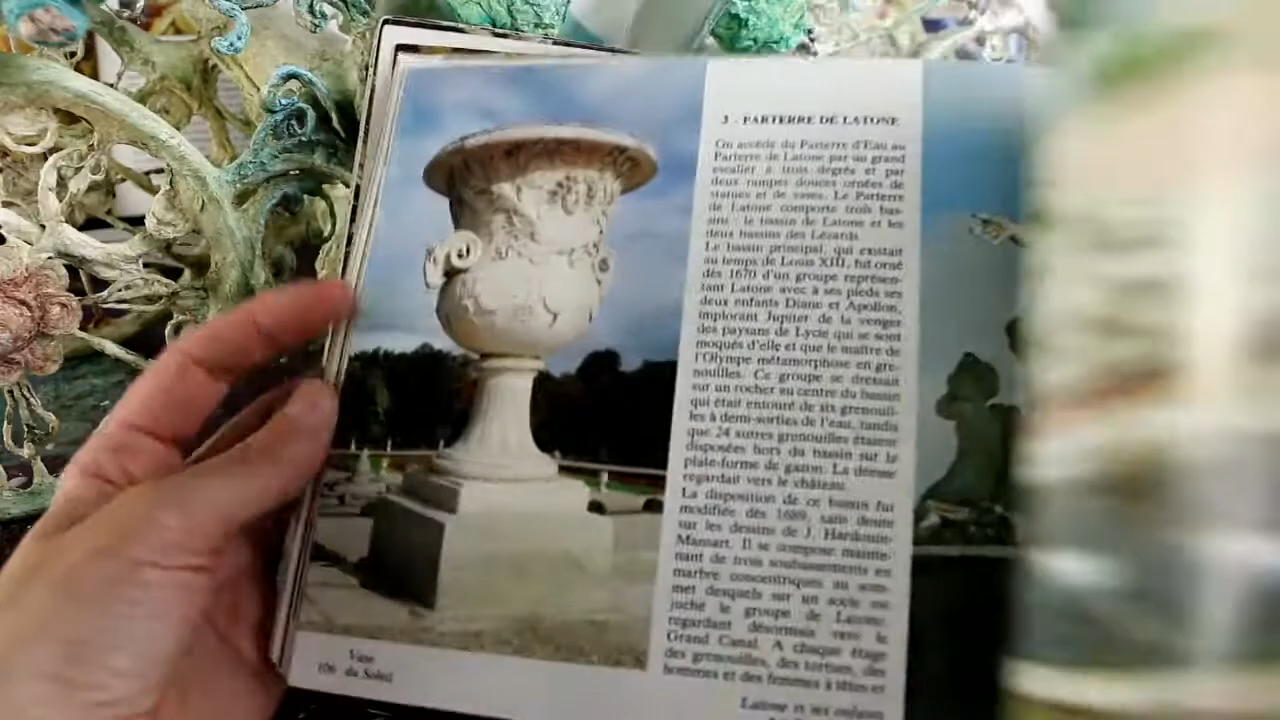 3 - PARTERRE DE LATONE
On accède du Parterre d'Eau au
Parterre de Latone par un grand
escalier à trois degrés et par
deux rampes douces ornées de
statues et de vases. Le Parterre
de Latone comporte trois bas-
sins : le bassin de Latone et les
deux bassins des Lézards.
Le bassin principal, qui existait
au temps de Louis XIII, fut orné
dès 1670 d'un groupe représen-
tant Latone avec à ses pieds ses
deux enfants Diane et Apollon,
implorant Jupiter de la venger
des paysans de Lycie qui se sont
moqués d'elle et que le maître de
l'Olympe métamorphose en gre-
nouilles. Ce groupe se dressait
sur un rocher au centre du bassin
qui était entouré de six grenouil-
les à demi-sorties de l'eau, tandis
que 24 autres grenouilles étaient
disposées hors du bassin sur la
plate-forme de gazon. La déesse
regardait vers le château.
La disposition de ce bassin fut
modifiée dès 1689, sans doute
sur les dessins de J. Hardouin-
Mansart. Il se compose mainte-
nant de trois soubassements en
marbre concentriques au som-
met desquels sur un socle est
juché le groupe de Latone
regardant désormais vers le
Grand Canal. A chaque étage
des grenouilles, des tortues, des
hommes et des femmes à têtes et
Latone et ses enfants
Vase
106 du Soleil